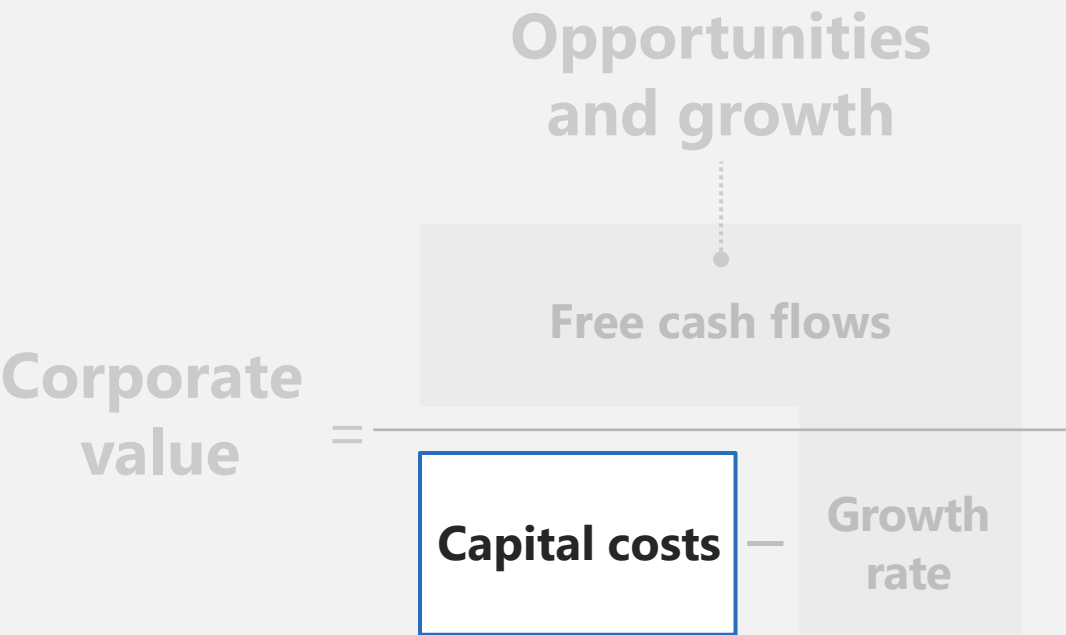 Opportunities
and growth
Free cash flows
Corporate
value
=
Capital costs
−
Growth
rate